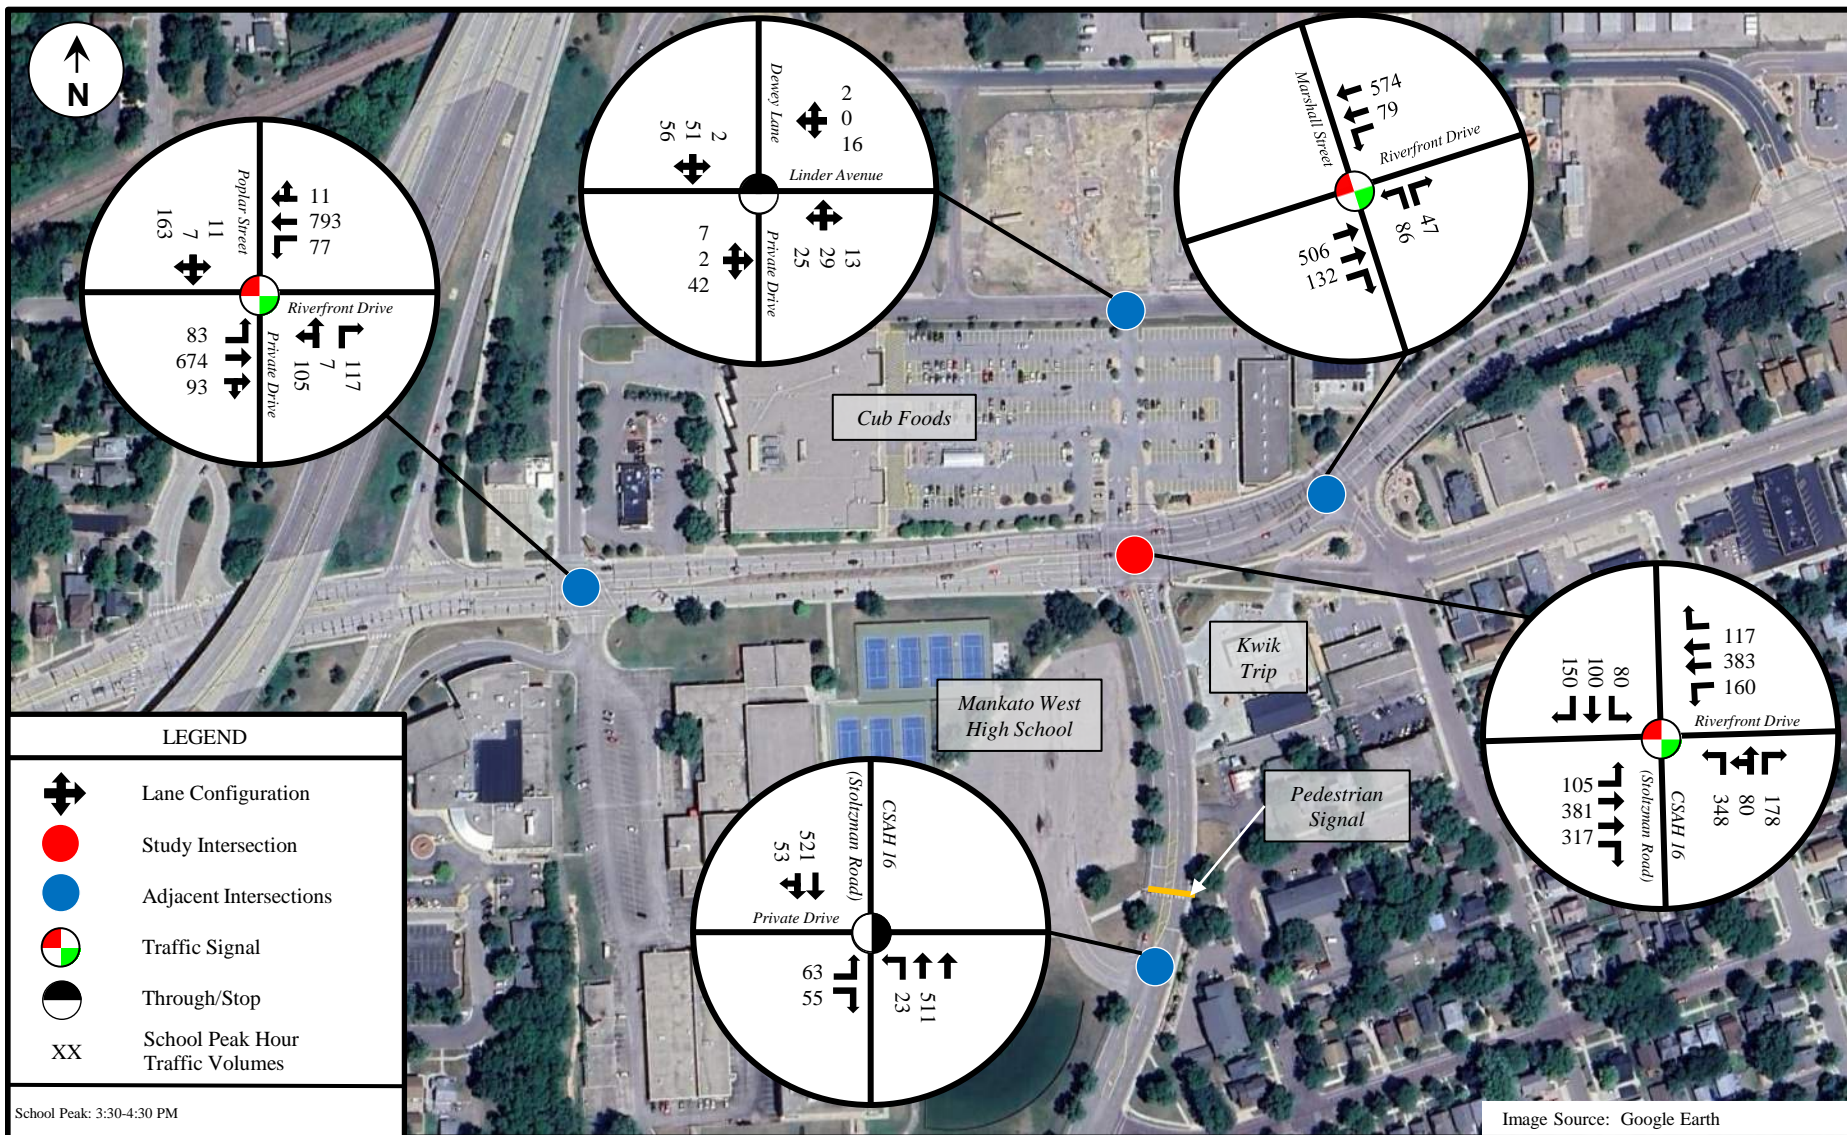 N
Poplar Street
11
793
77
11
7
163
Riverfront Drive
83
674
93
Private Drive
105
7
117
Dewey Lane
2
0
16
2
51
56
Linder Avenue
7
2
42
Private Drive
25
29
13
Marshall Street
574
79
Riverfront Drive
506
132
86
47
Cub Foods
Kwik
Trip
Mankato West
High School
Pedestrian
Signal
117
383
160
80
100
150
Riverfront Drive
105
381
317
(Stoltzman Road)
CSAH 16
348
80
178
(Stoltzman Road)
CSAH 16
521
53
Private Drive
63
55
23
511
LEGEND
Lane Configuration
Study Intersection
Adjacent Intersections
Traffic Signal
Through/Stop
XX
School Peak Hour
Traffic Volumes
School Peak: 3:30-4:30 PM
Image Source: Google Earth